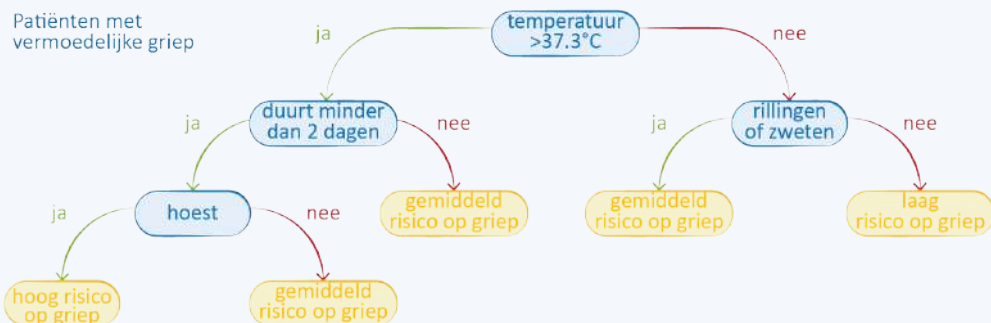 Patiënten met
vermoedelijke griep
temperatuur
>37.3°C
ja
nee
duurt minder
dan 2 dagen
rillingen
of zweten
ja
nee
ja
nee
hoest
gemiddeld
risico op griep
gemiddeld
risico op griep
laag
risico op griep
ja
nee
hoog risico
op griep
gemiddeld
risico op griep